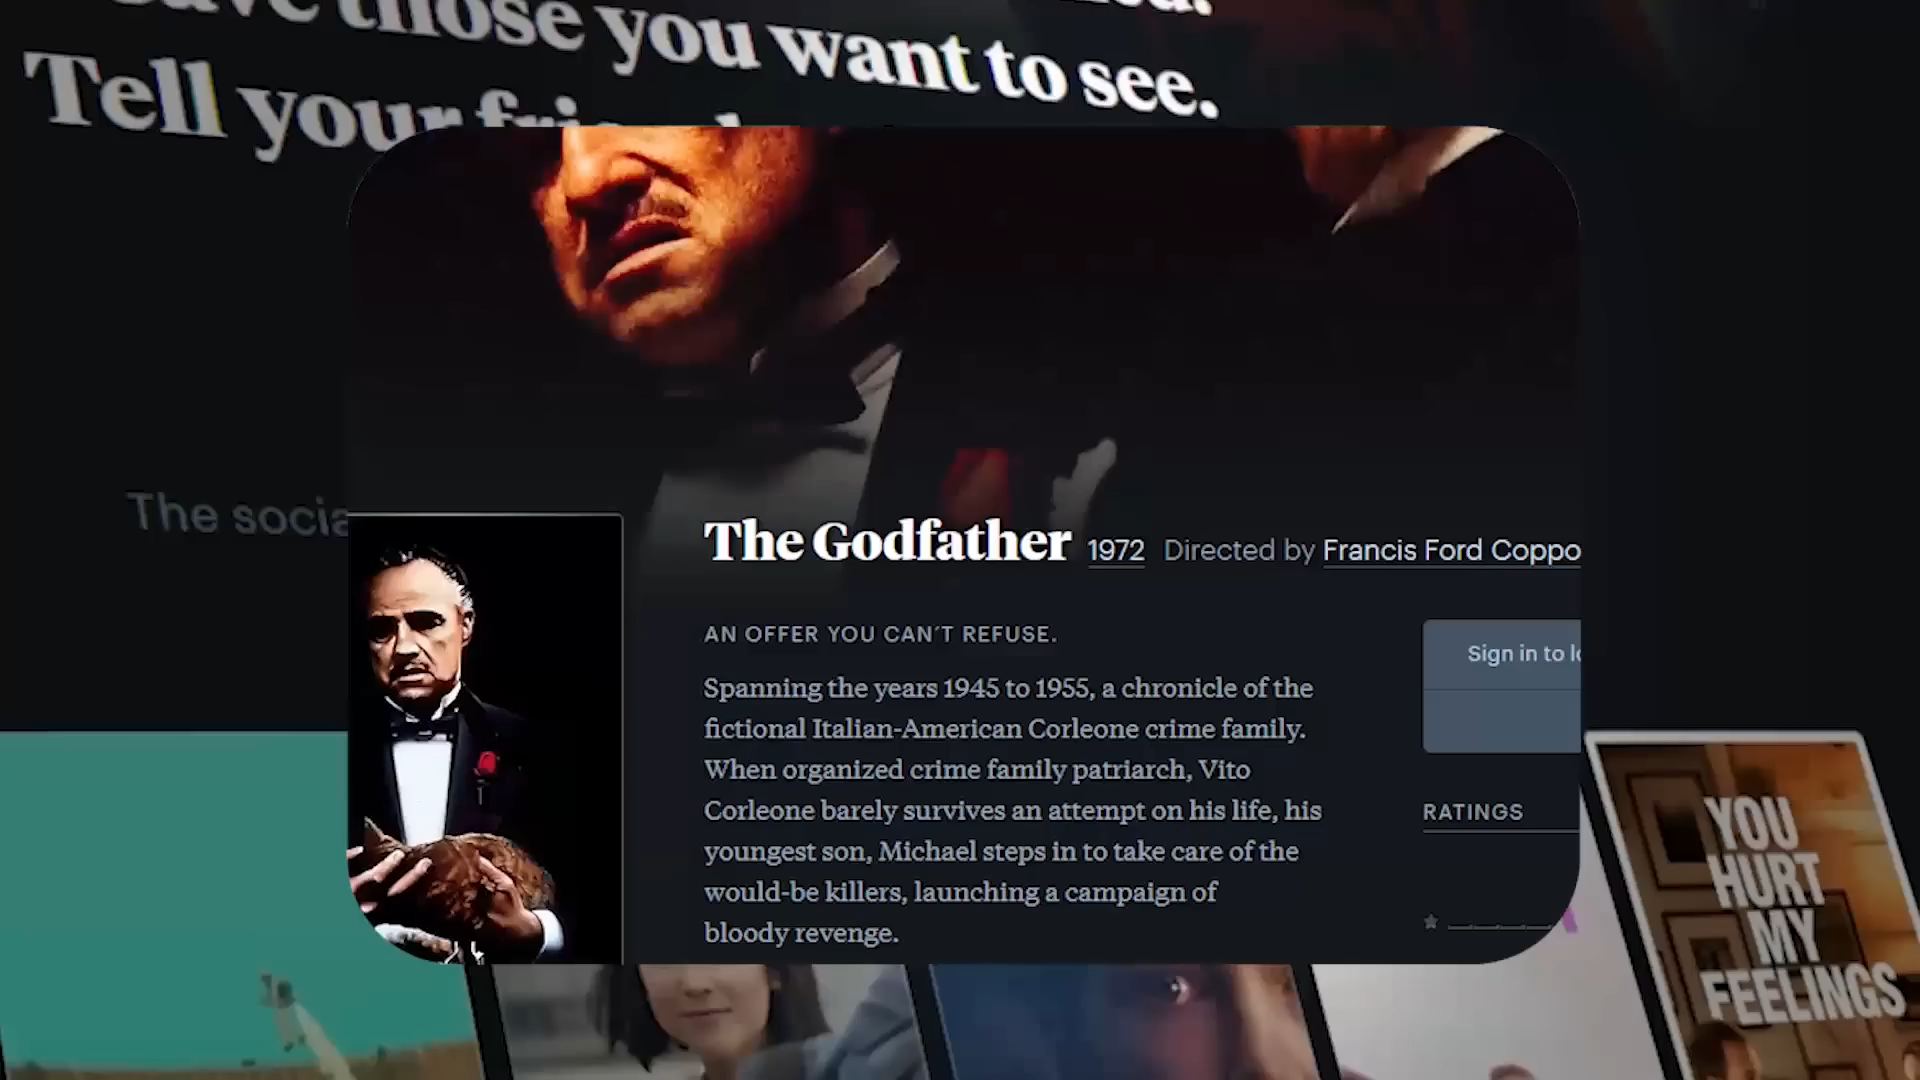 those you want to see.
Tell your
The socia
The Godfather 1972 Directed by Francis Ford Coppo
AN OFFER YOU CAN'T REFUSE.
Spanning the years 1945 to 1955, a chronicle of the
fictional Italian-American Corleone crime family.
When organized crime family patriarch, Vito
Corleone barely survives an attempt on his life, his
youngest son, Michael steps in to take care of the
would-be killers, launching a campaign of
bloody revenge.
Sign in to lo
RATINGS
YOU
HURT
MY
FEELINGS